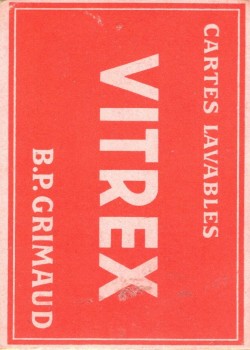 CARTES LAVABLES
VITREX
B.P. GRIMAUD